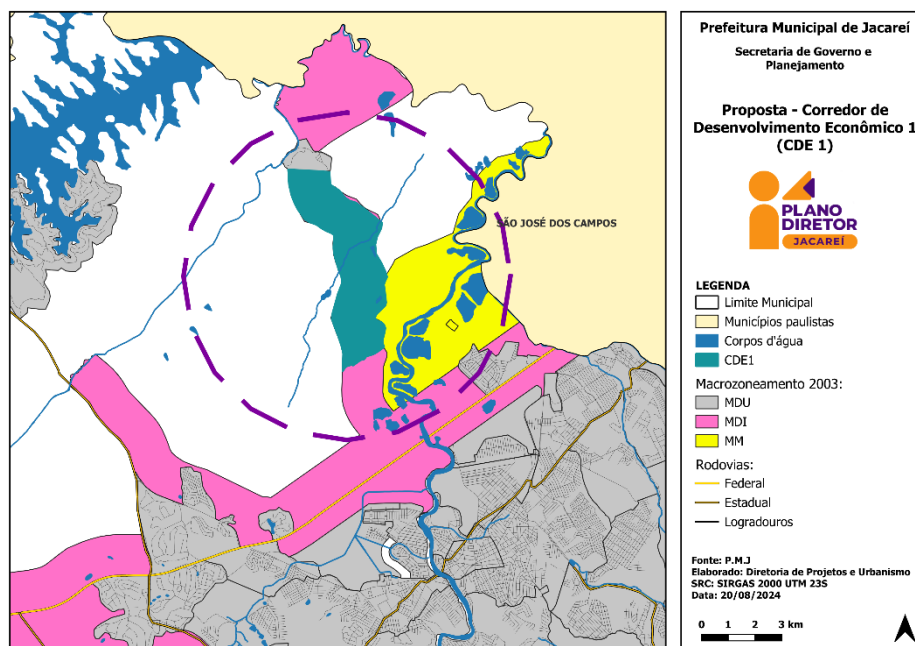 SÃO JOSÉ DOS CAMPOS
Prefeitura Municipal de Jacareí
Secretaria de Governo e
Planejamento
Proposta - Corredor de
Desenvolvimento Econômico 1
(CDE 1)
PLANO
DIRETOR
JACAREÍ
LEGENDA
Limite Municipal
Municípios paulistas
Corpos d'água
CDE1
Macrozoneamento 2003:
MDU
MDI
MM
Rodovias:
Federal
Estadual
Logradouros
Fonte: P.M.J
Elaborado: Diretoria de Projetos e Urbanismo
SRC: SIRGAS 2000 UTM 23S
Data: 20/08/2024
0 1 2 3 km